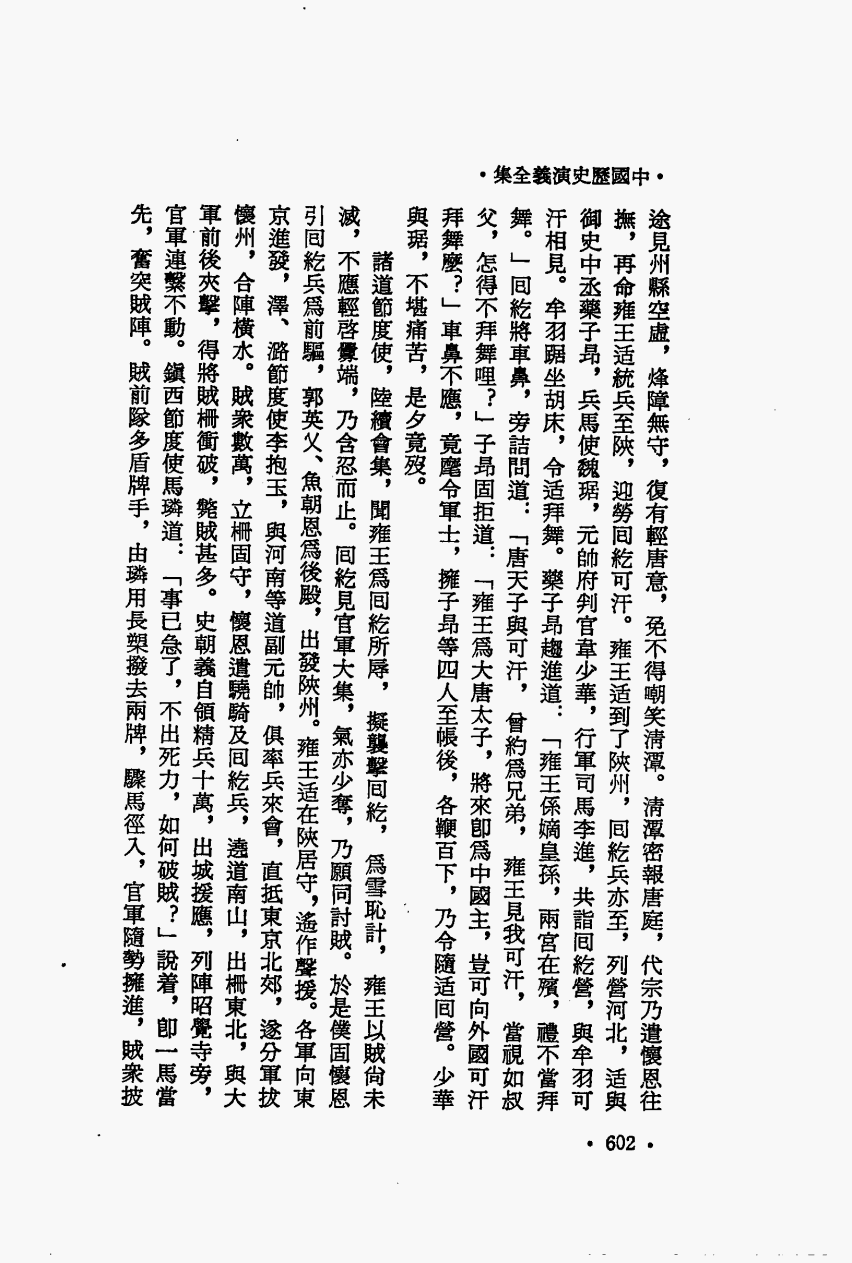 •中國歷史演義全集•
途見州縣空虛，烽障無守，復有輕唐意，免不得嘲笑清潭。清潭密報唐庭，代宗乃遣懷恩往
撫，再命雍王适統兵至陝，迎勞囘紇可汗。雍王适到了陝州，囘紇兵亦至，列營河北，适與
御史中丞藥子昂，兵馬使魏琚，元帥府判官韋少華，行軍司馬李進，共詣囘紇營，與牟羽可
汗相見。牟羽踞坐胡床，令适拜舞。藥子昂趨進道：「雍王係嫡皇孫，兩宮在殯，禮不當拜
舞。」囘紇將車鼻，旁詰問道：「唐天子與可汗，曾約爲兄弟，雍王見我可汗，當視如叔
父，怎得不拜舞哩？」子昂固拒道：「雍王爲大唐太子，將來卽爲中國主，豈可向外國可汗
拜舞麼？」車鼻不應，竟麾令軍士，擁子昂等四人至帳後，各鞭百下，乃令隨适囘營。少華
與琚，不堪痛苦，是夕竟歿。
諸道節度使，陸續會集，聞雍王爲囘紇所辱，擬襲擊囘紇，爲雪恥計，雍王以賊尙未
滅，不應輕啓釁端，乃含忍而止。囘紇見官軍大集，氣亦少奪，乃願同討賊。於是僕固懷恩
引囘紇兵爲前驅，郭英乂、魚朝恩爲後殿，出發陝州。雍王适在陝居守，遙作聲援。各軍向東
京進發，澤、潞節度使李抱玉，與河南等道副元帥，俱率兵來會，直抵東京北郊，遂分軍拔
懷州，合陣橫水。賊衆數萬，立柵固守，懷恩遣驍騎及囘紇兵，遶道南山，出柵東北，與大
軍前後夾擊，得將賊柵衝破，斃賊甚多。史朝義自領精兵十萬，出城援應，列陣昭覺寺旁，
官軍連擊不動。鎭西節度使馬璘道：「事已急了，不出死力，如何破賊？」說着，卽一馬當
先，奮突賊陣。賊前隊多盾牌手，由璘用長槊撥去兩牌，驟馬徑入，官軍隨勢擁進，賊衆披
•602•